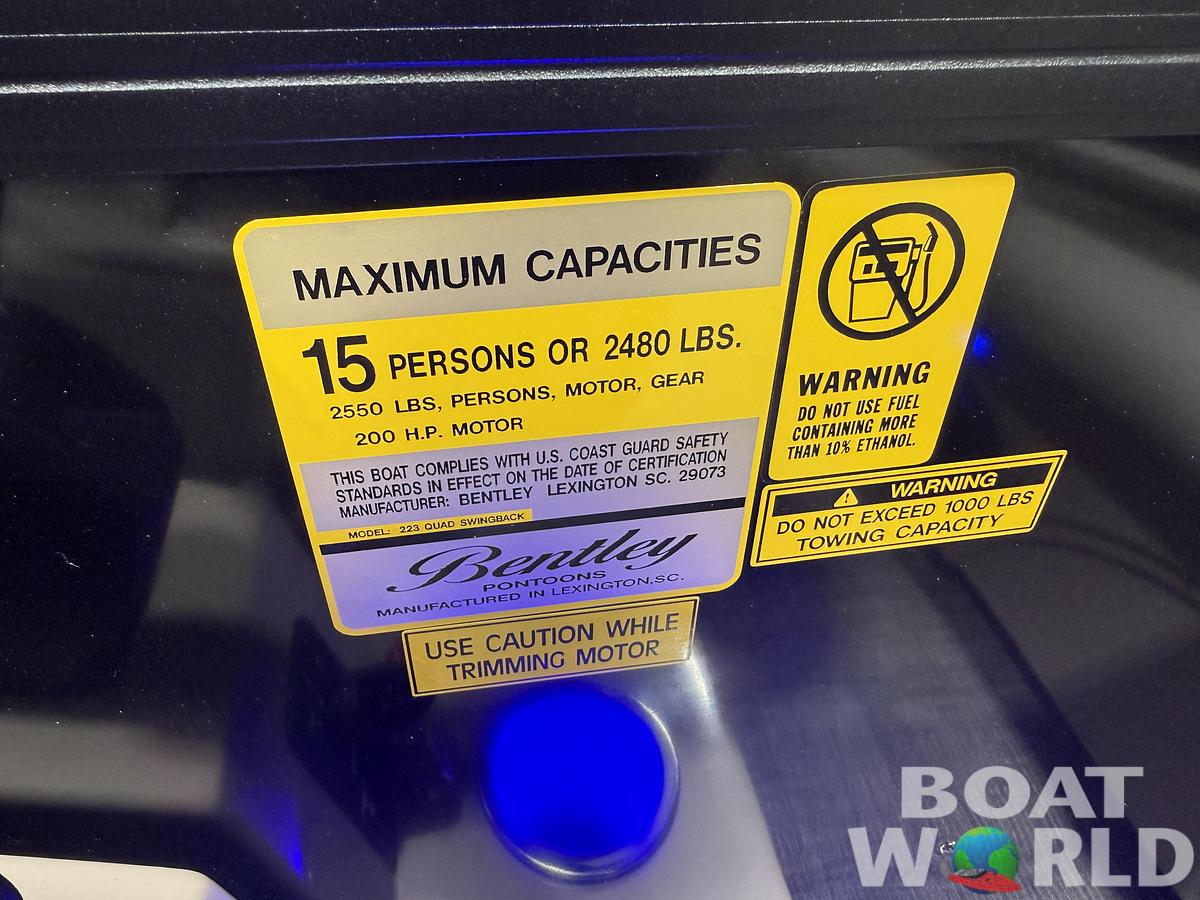 MAXIMUM CAPACITIES
15 PERSONS OR 2480 LBS.
2550 LBS, PERSONS, MOTOR, GEAR
200 H.P. MOTOR
THIS BOAT COMPLIES WITH U.S. COAST GUARD SAFETY
STANDARDS IN EFFECT ON THE DATE OF CERTIFICATION
MANUFACTURER: BENTLEY LEXINGTON SC. 29073
MODEL: 223 QUAD SWINGBACK
Bentley
PONTOONS
MANUFACTURED IN LEXINGTON,SC.
WARNING
DO NOT USE FUEL
CONTAINING MORE
THAN 10% ETHANOL.
WARNING
DO NOT EXCEED 1000 LBS
TOWING CAPACITY
USE CAUTION WHILE
TRIMMING MOTOR
BOAT
WORLD